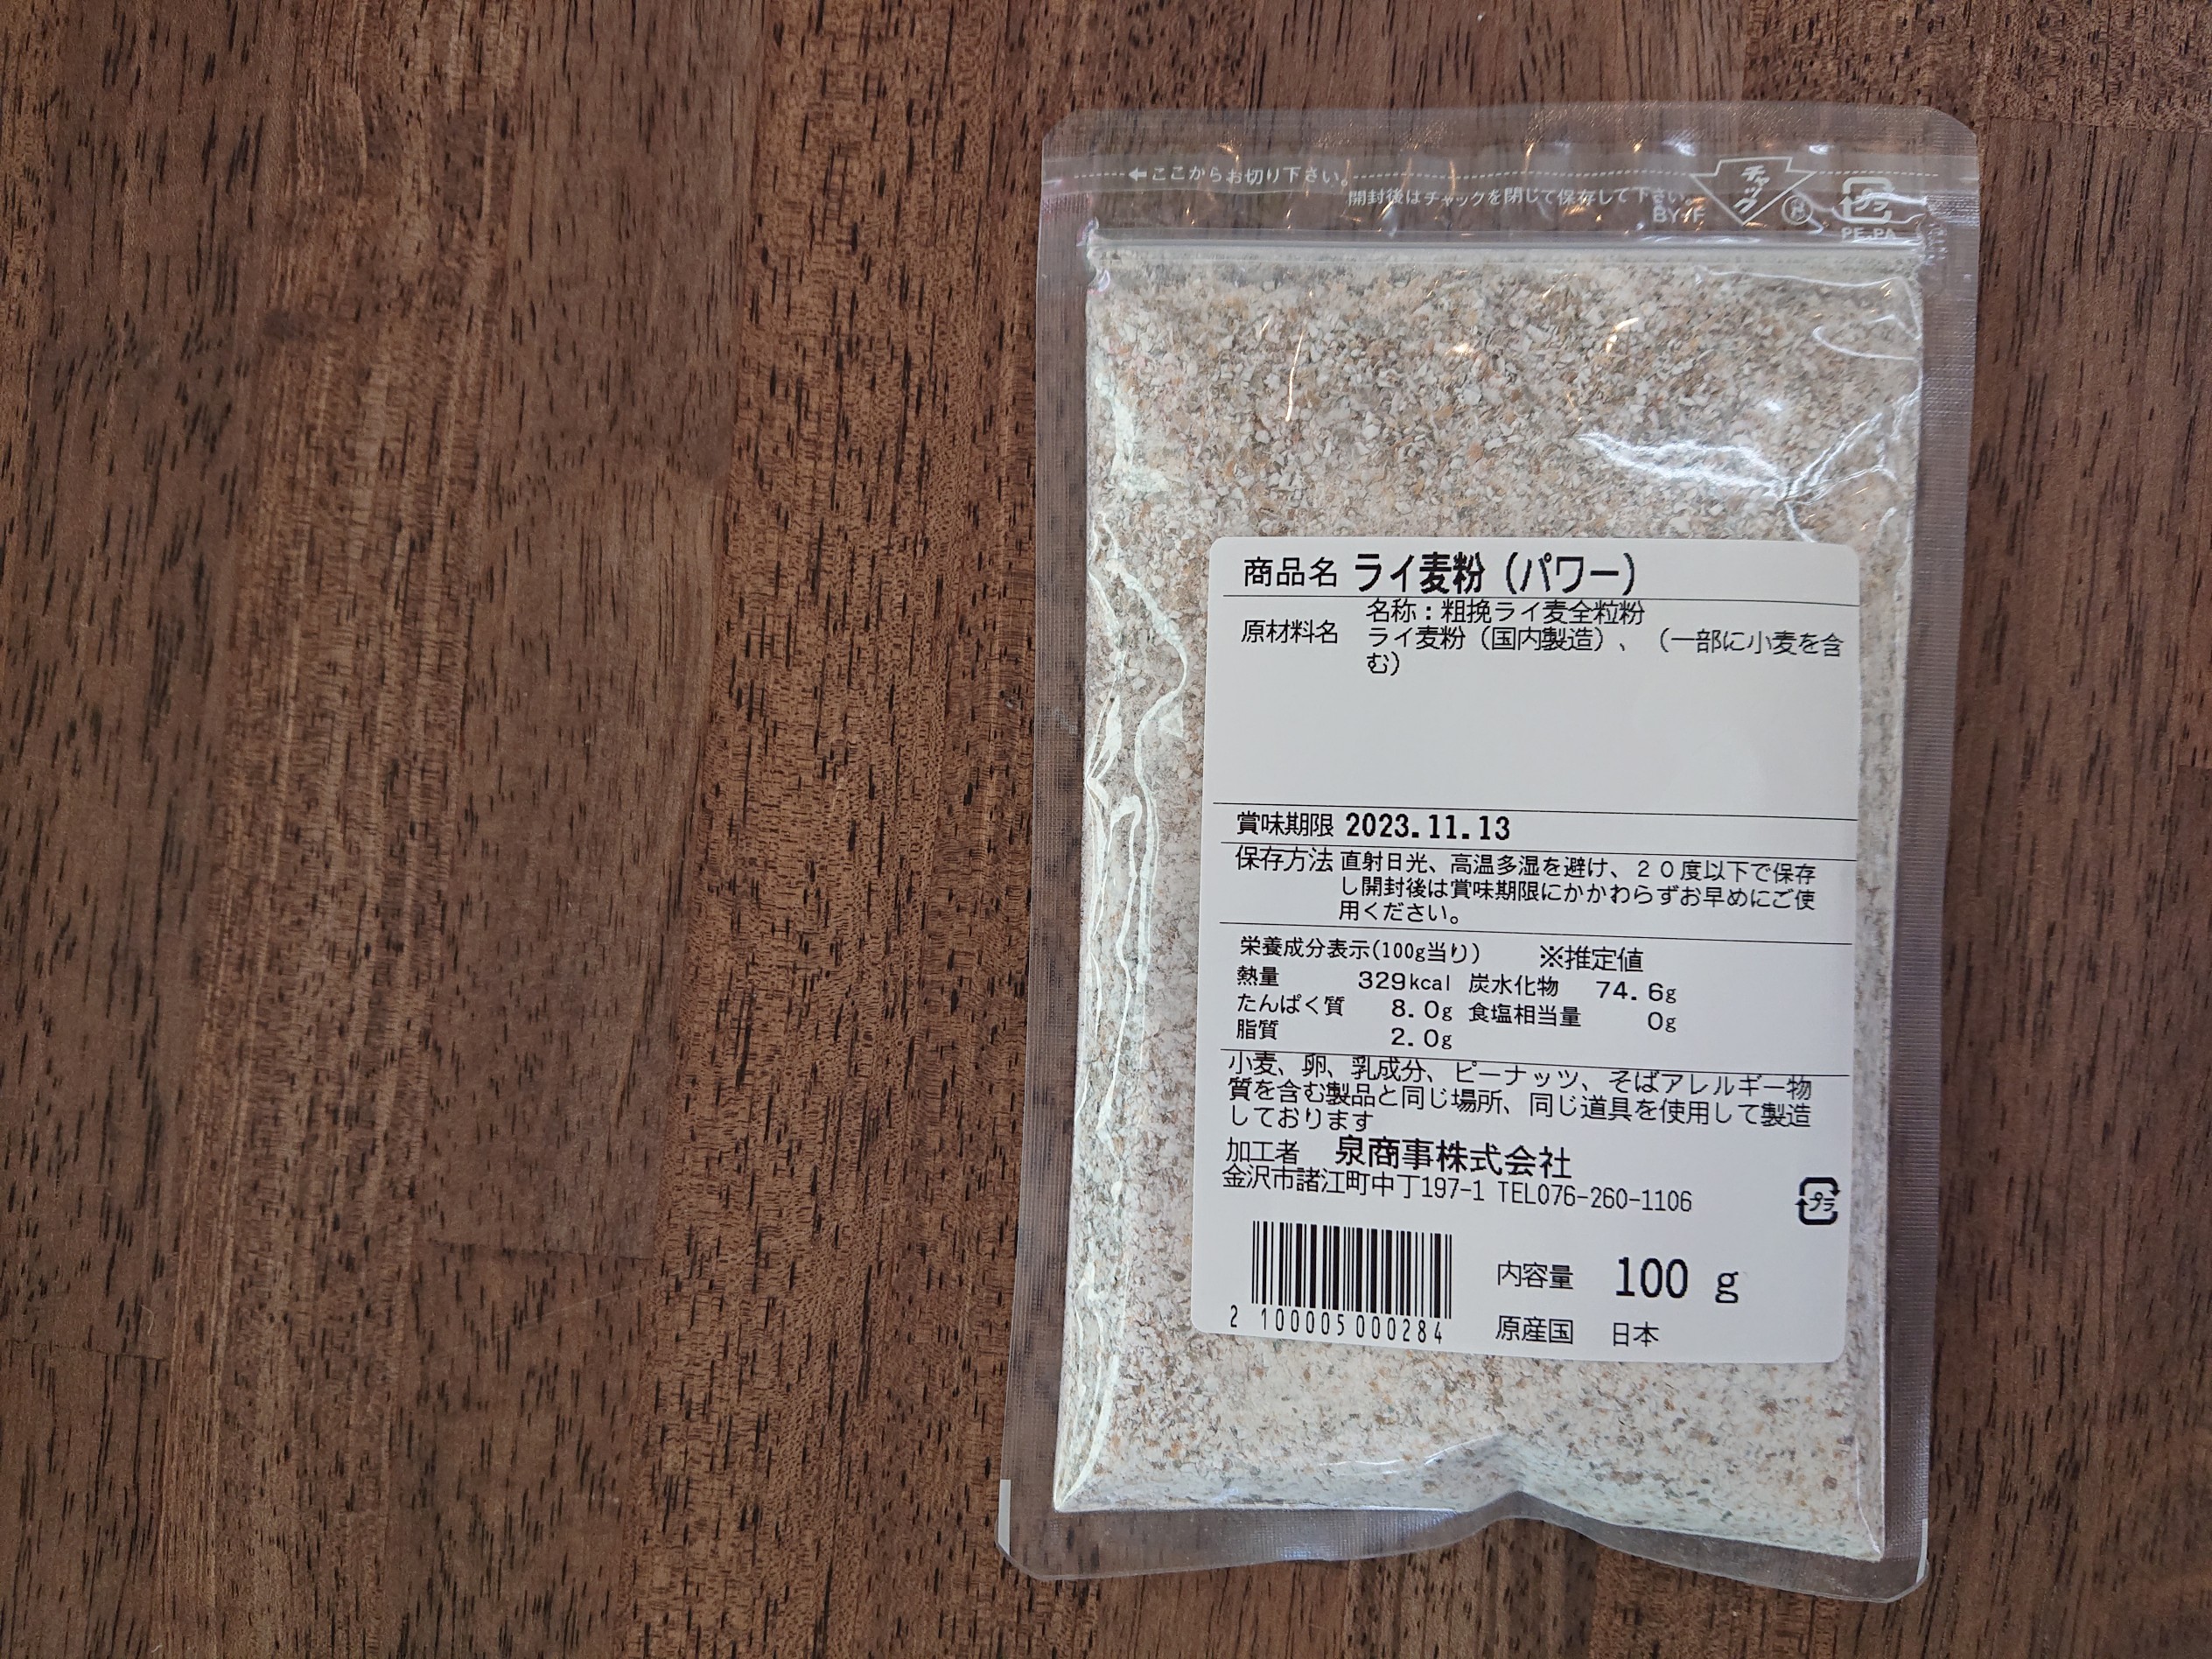 ←ここからお切り下さい。
開封後はチャックを閉じて保存して下さい。
チャック
プラ
PE.PA
商品名 ライ麦粉（パワー）
名称：粗挽ライ麦全粒粉
原材料名 ライ麦粉（国内製造）、（一部に小麦を含
む）
賞味期限 2023.11.13
保存方法 直射日光、高温多湿を避け、２０度以下で保存
し開封後は賞味期限にかかわらずお早めにご使
用ください。
栄養成分表示(100g当り) ※推定値
熱量 329kcal 炭水化物 74.6g
たんぱく質 8.0g 食塩相当量 0g
脂質 2.0g
小麦、卵、乳成分、ピーナッツ、そばアレルギー物
質を含む製品と同じ場所、同じ道具を使用して製造
しております
加工者 泉商事株式会社
金沢市諸江町中丁197-1 TEL076-260-1106
プラ
2 100005 000284
内容量 100 g
原産国 日本